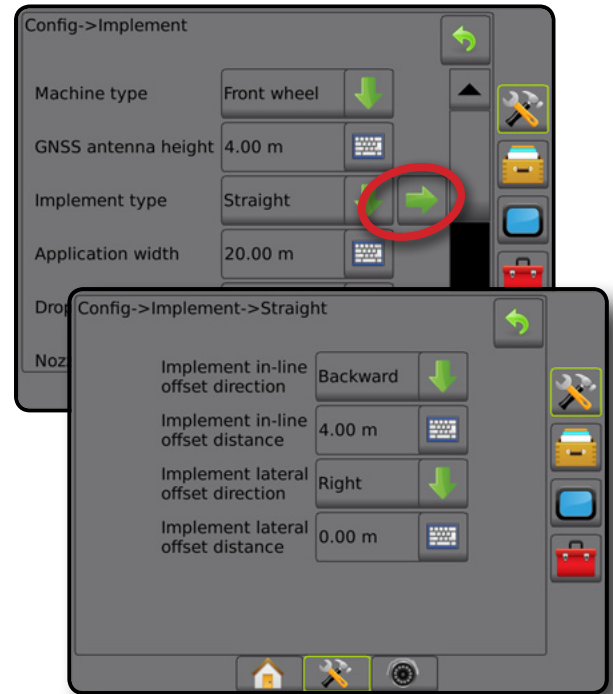 Config->Implement
Machine type Front wheel
GNSS antenna height 4.00 m
Implement type Straight
Application width 20.00 m
Config->Implement->Straight
Implement in-line
offset direction
Backward
Implement in-line
offset distance
4.00 m
Implement lateral
offset direction
Right
Implement lateral
offset distance
0.00 m